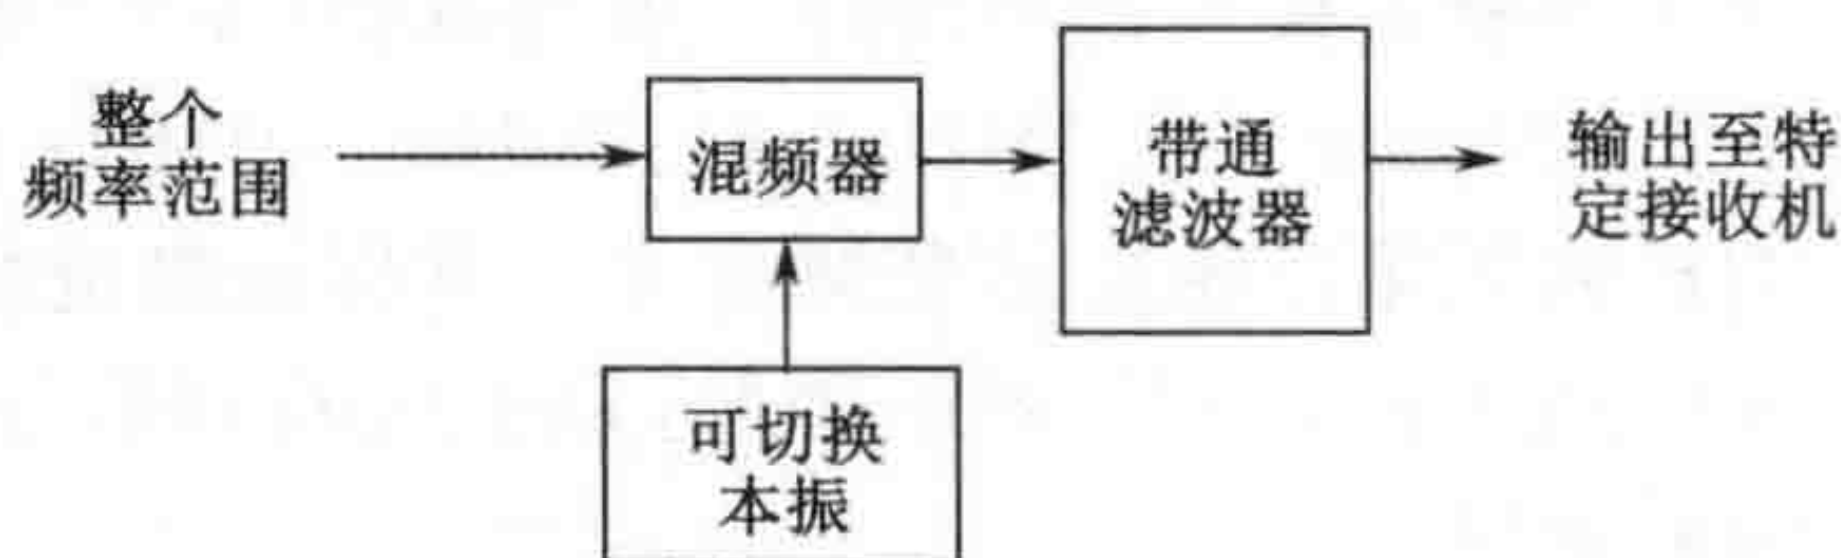 整个
频率范围
混频器
带通
滤波器
输出至特
定接收机
可切换
本振